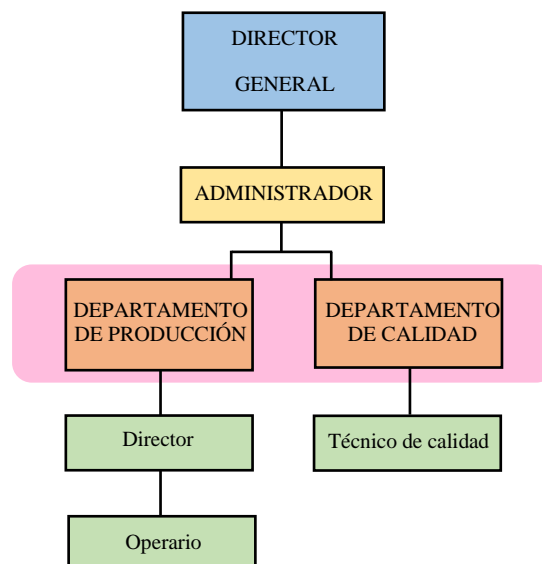 DIRECTOR
GENERAL
ADMINISTRADOR
DEPARTAMENTO
DE PRODUCCIÓN
DEPARTAMENTO
DE CALIDAD
Director
Técnico de calidad
Operario